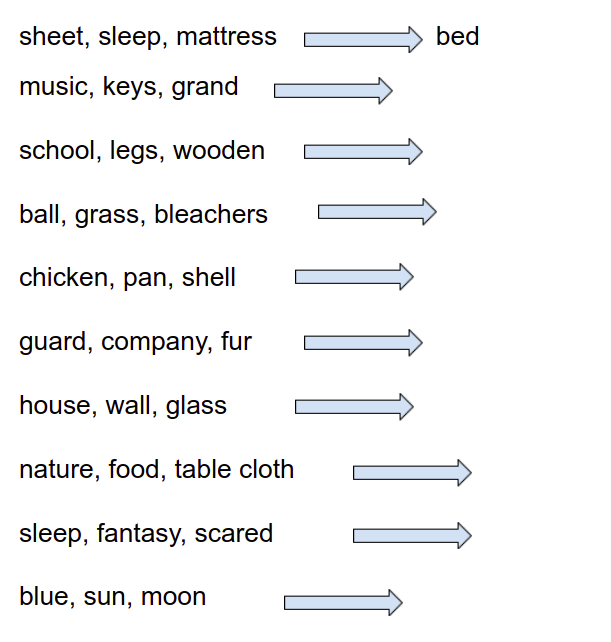 sheet, sleep, mattress bed
music, keys, grand
school, legs, wooden
ball, grass, bleachers
chicken, pan, shell
guard, company, fur
house, wall, glass
nature, food, table cloth
sleep, fantasy, scared
blue, sun, moon